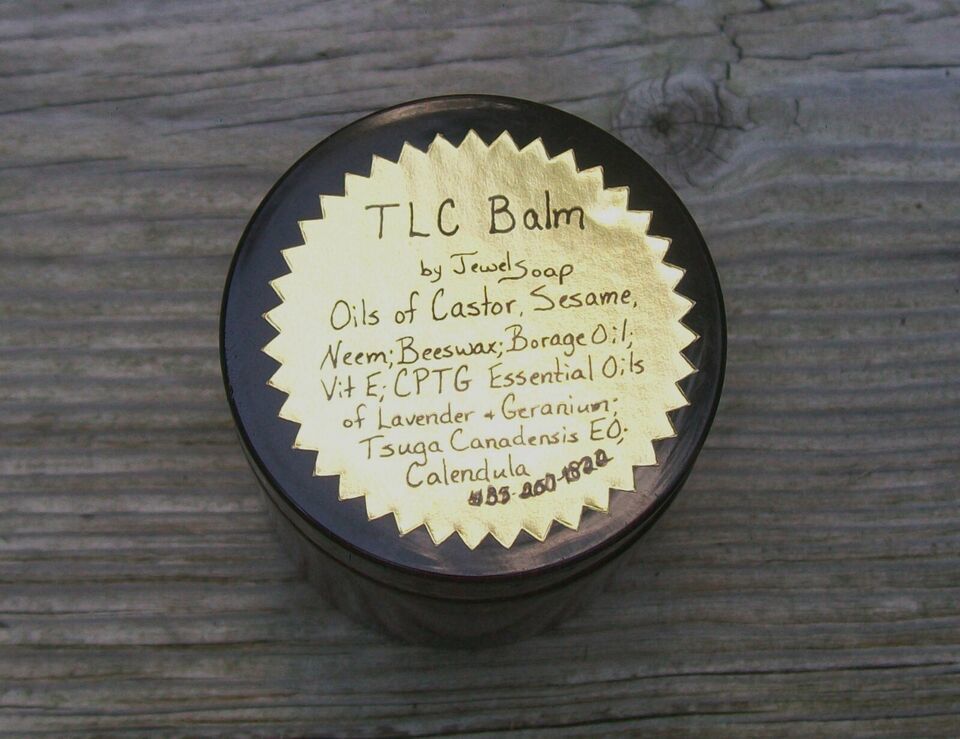 TLC Balm
by JewelSoap
Oils of Castor, Sesame,
Neem; Beeswax; Borage Oil;
Vit E; CPTG Essential Oils
of Lavender + Geranium;
Tsuga Canadensis EO;
Calendula